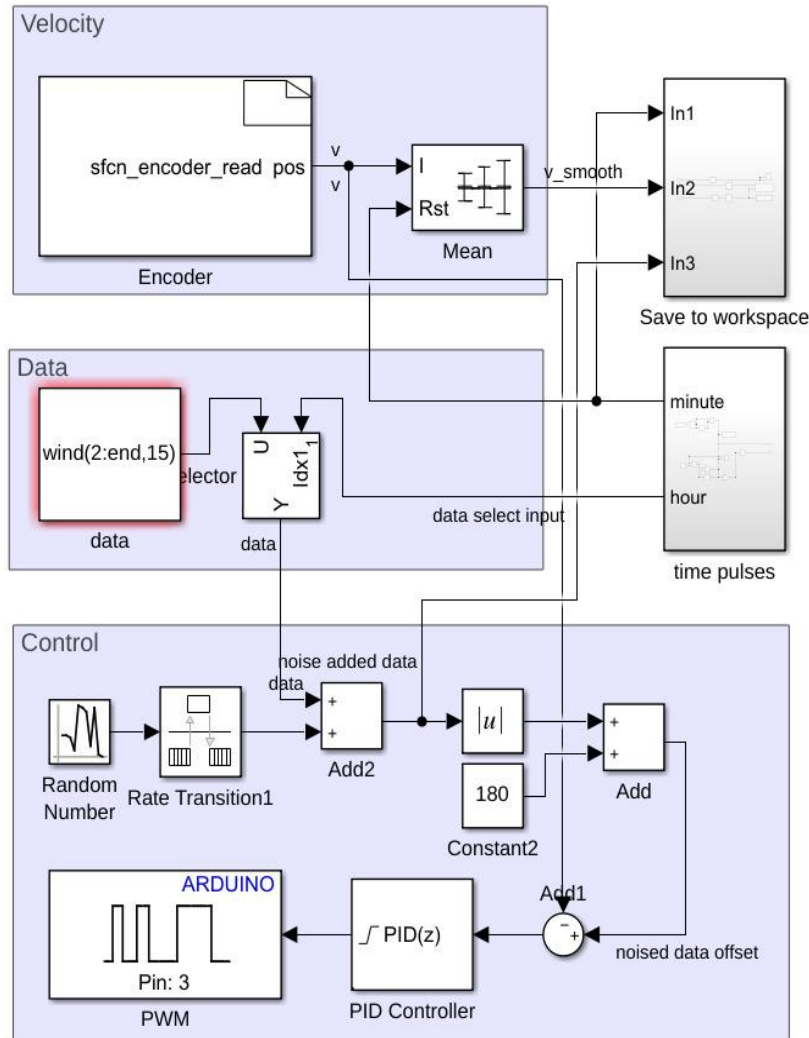 Velocity
sfcn_encoder_read pos
Encoder
v
v
I
Rst
Mean
v_smooth
In1
In2
In3
Save to workspace
Data
wind(2:end,15)
data
elector
U
Idx1
1
Y
data
data select input
minute
hour
time pulses
Control
noise added data
data
Random
Number
Rate Transition1
+
+
Add2
|u|
180
Constant2
+
+
Add
ARDUINO
Pin: 3
PWM
PID(z)
PID Controller
Add1
−
+
noised data offset